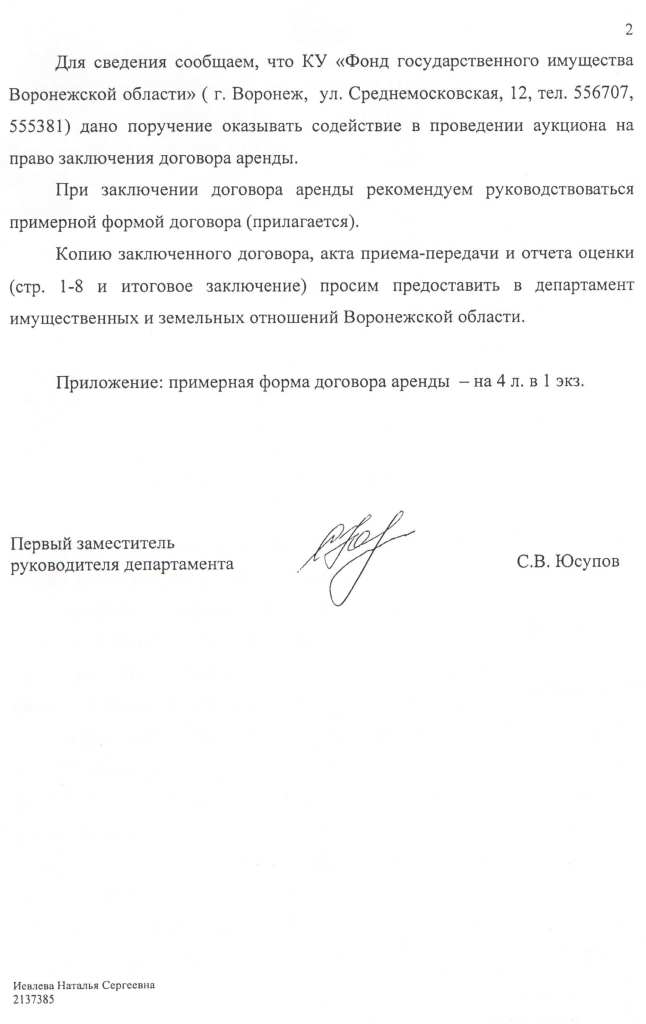 2
Для сведения сообщаем, что КУ «Фонд государственного имущества
Воронежской области» ( г. Воронеж, ул. Среднемосковская, 12, тел. 556707,
555381) дано поручение оказывать содействие в проведении аукциона на
право заключения договора аренды.
При заключении договора аренды рекомендуем руководствоваться
примерной формой договора (прилагается).
Копию заключенного договора, акта приема-передачи и отчета оценки
(стр. 1-8 и итоговое заключение) просим предоставить в департамент
имущественных и земельных отношений Воронежской области.
Приложение: примерная форма договора аренды – на 4 л. в 1 экз.
Первый заместитель
руководителя департамента
С.В. Юсупов
Иевлева Наталья Сергеевна
2137385